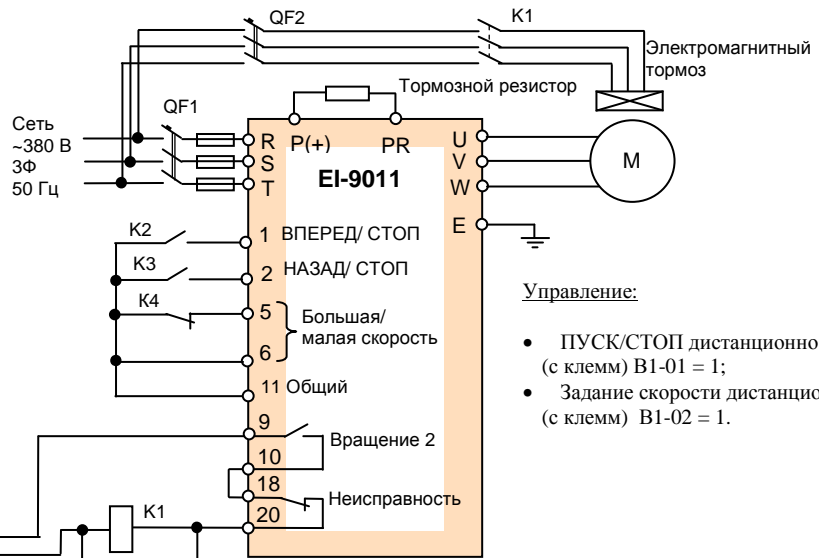 QF2
K1
Электромагнитный
тормоз
Тормозной резистор
QF1
Сеть
~380 В
3Ф
50 Гц
R
S
T
P(+)
PR
EI-9011
U
V
W
E
M
K2
1 ВПЕРЕД/ СТОП
K3
2 НАЗАД/ СТОП
K4
5
Большая/
малая скорость
6
11 Общий
9
Вращение 2
10
18
Неисправность
20
K1
Управление:
• ПУСК/СТОП дистанционно
(с клемм) B1-01 = 1;
• Задание скорости дистанцио
(с клемм) B1-02 = 1.